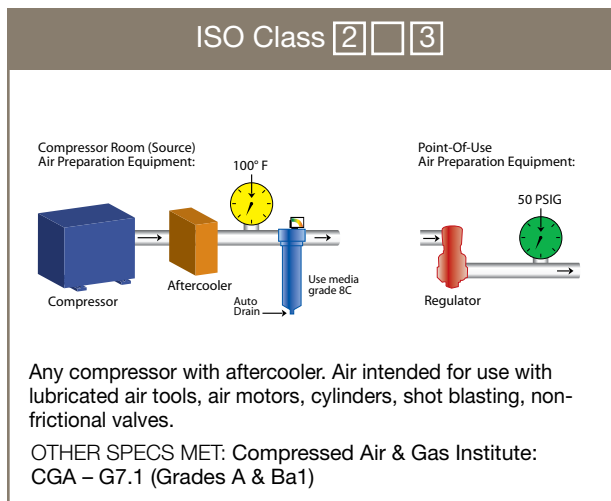 ISO Class 2 3
Compressor Room (Source)
Air Preparation Equipment:
100° F
Compressor
Aftercooler
Auto
Drain
Use media
grade 8C
Point-Of-Use
Air Preparation Equipment:
50 PSIG
Regulator
Any compressor with aftercooler. Air intended for use with
lubricated air tools, air motors, cylinders, shot blasting, non-
frictional valves.
OTHER SPECS MET: Compressed Air & Gas Institute:
CGA – G7.1 (Grades A & Ba1)